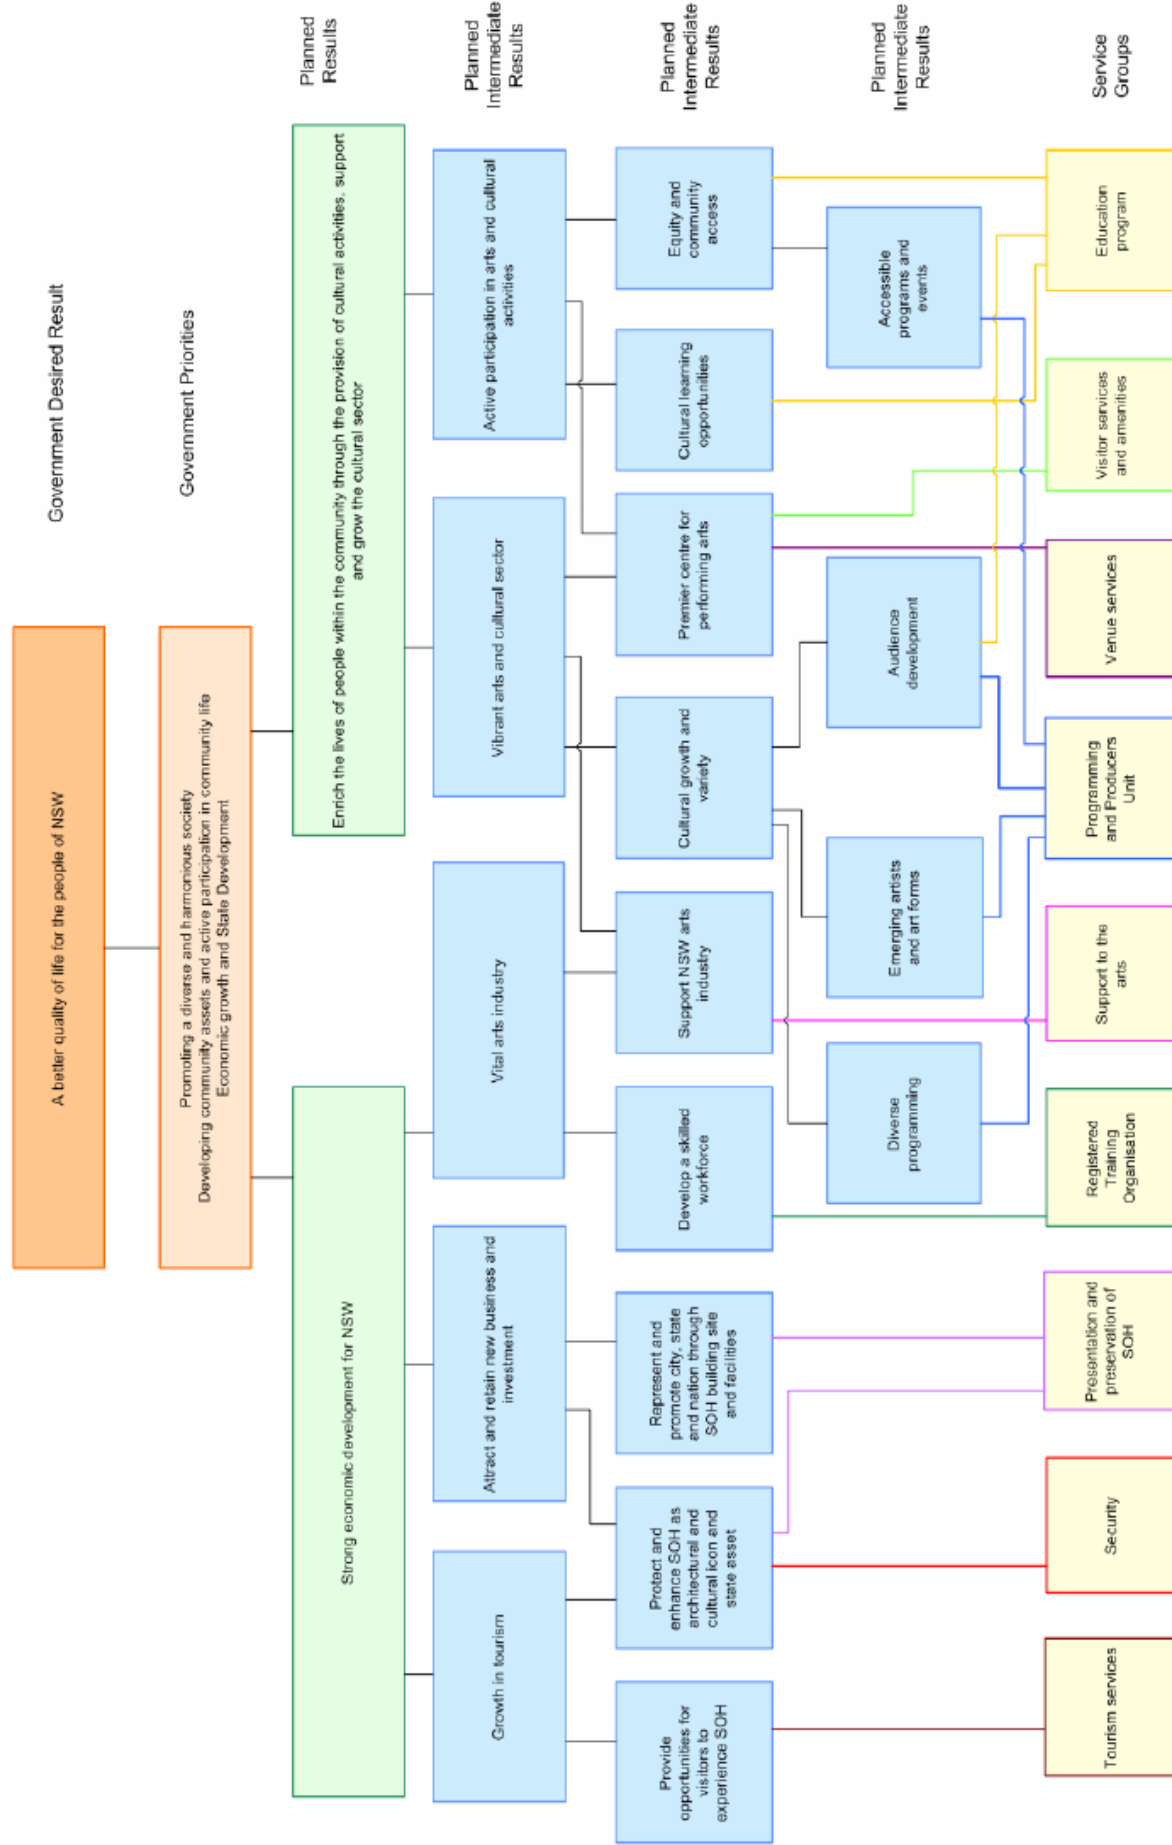 Government Desired Result
A better quality of life for the people of NSW
Government Priorities
Promoting a diverse and harmonious society
Developing community assets and active participation in community life
Economic growth and State Development
Planned
Results
Strong economic development for NSW
Enrich the lives of people within the community through the provision of cultural activities, support
and grow the cultural sector
Planned
Intermediate
Results
Growth in tourism
Attract and retain new business and
investment
Vital arts industry
Vibrant arts and cultural sector
Active participation in arts and cultural
activities
Planned
Intermediate
Results
Provide
opportunities for
visitors to
experience SOH
Protect and
enhance SOH as
architectural and
cultural icon and
state asset
Represent and
promote city, state
and nation through
SOH building site
and facilities
Develop a skilled
workforce
Support NSW arts
industry
Cultural growth and
variety
Premier centre for
performing arts
Cultural learning
opportunities
Equity and
community
access
Planned
Intermediate
Results
Diverse
programming
Emerging artists
and art forms
Audience
development
Accessible
programs and
events
Service
Groups
Tourism services
Security
Presentation and
preservation of
SOH
Registered
Training
Organisation
Support to the
arts
Programming
and Producers
Unit
Venue services
Visitor services
and amenities
Education
program